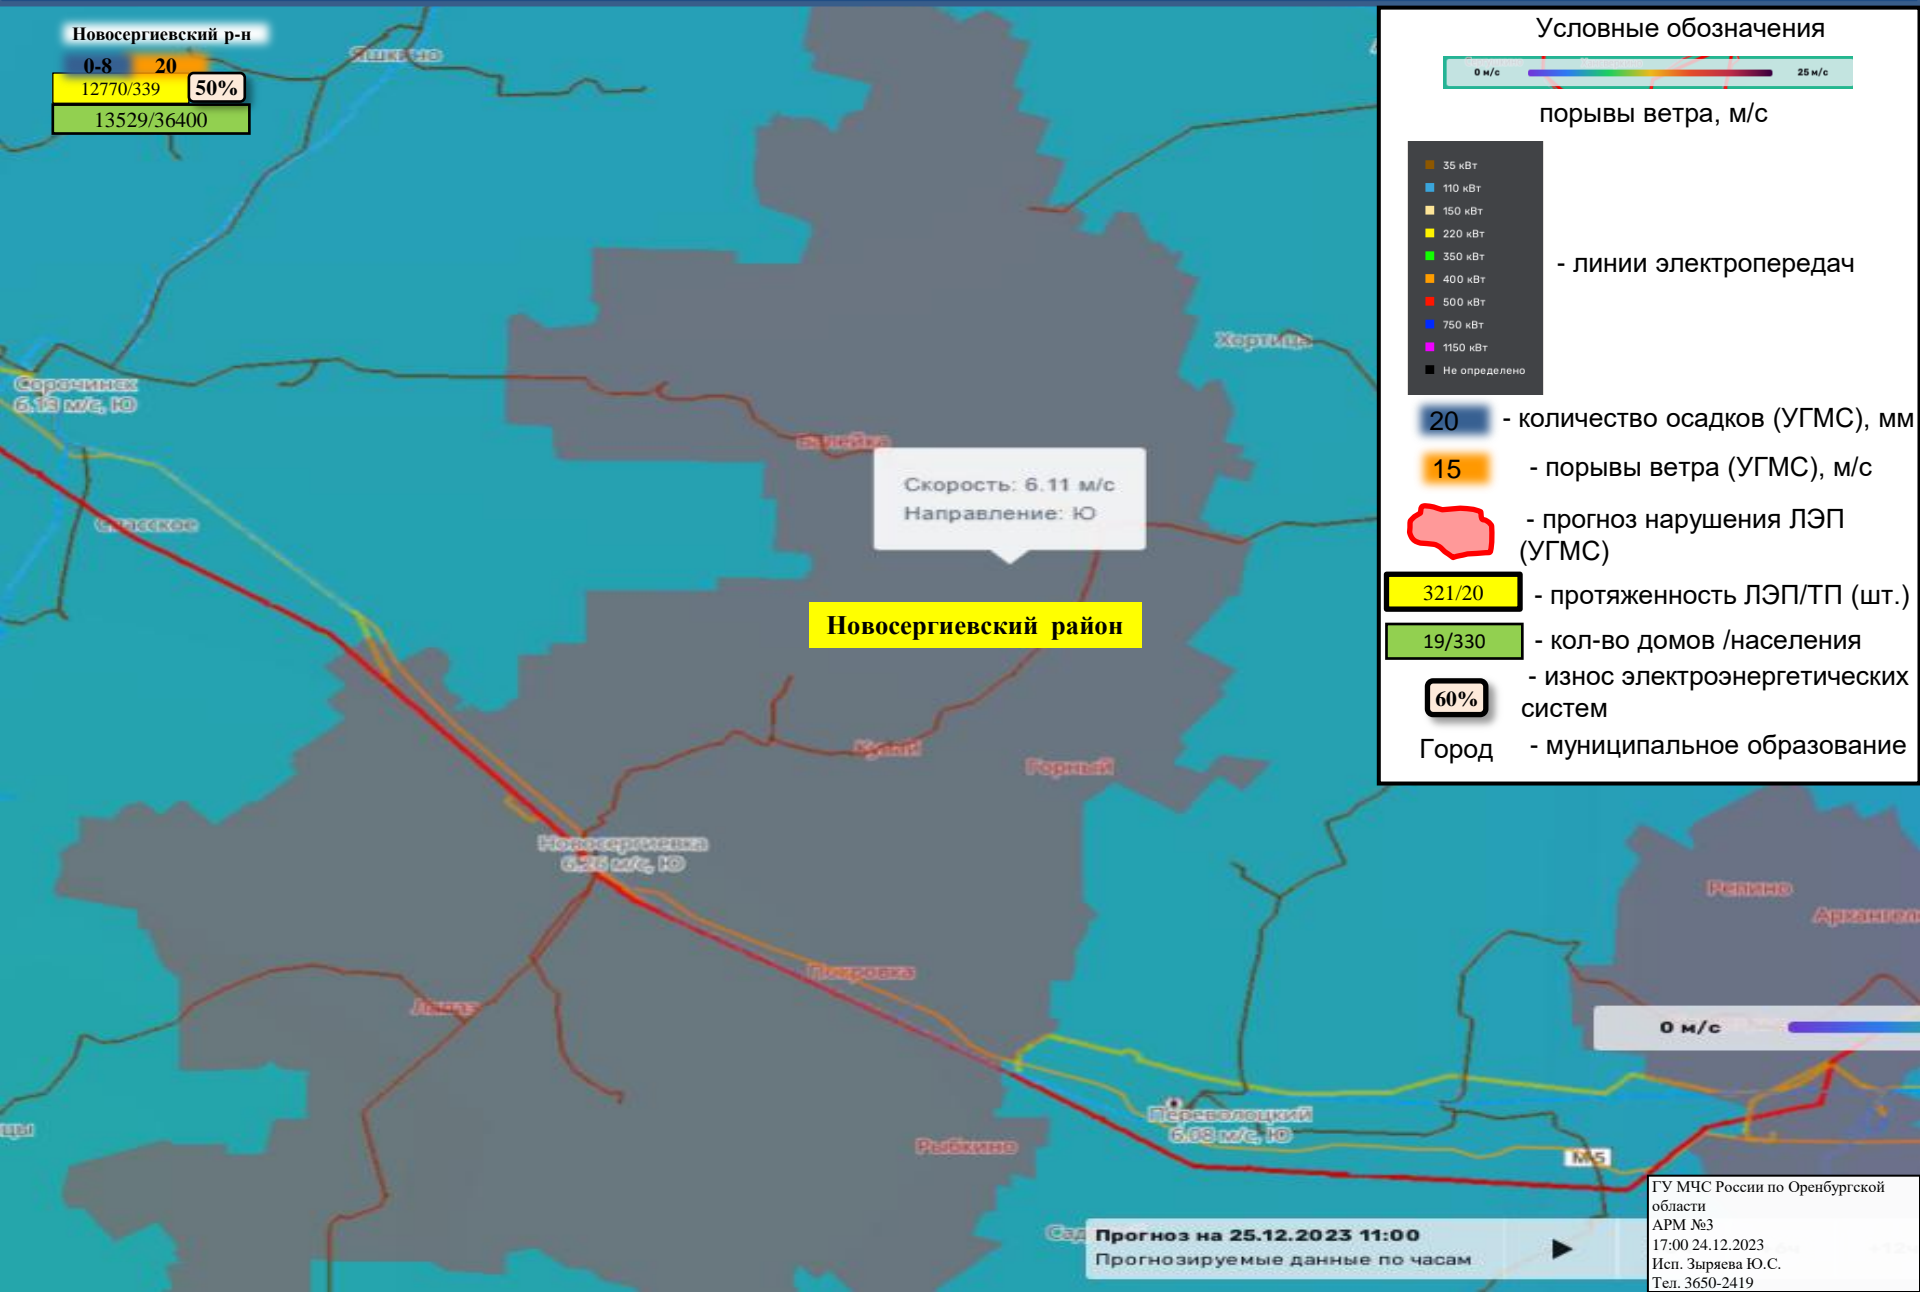 Новосергиевский р-н
0-8 20
12770/339 50%
13529/36400
Яшкино
Сорочинск
6.13 м/с, Ю
Спасское
Балейка
Хортица
Скорость: 6.11 м/с
Направление: Ю
Новосергиевский район
Кувай
Горный
Новосергиевка
6.26 м/с, Ю
Покровка
Рыбкино
Переволоцкий
6.08 м/с, Ю
М-5
Репино
0 м/с
Прогноз на 25.12.2023 11:00
Прогнозируемые данные по часам
Условные обозначения
0 м/с 25 м/с
порывы ветра, м/с
35 кВт
110 кВт
150 кВт
220 кВт
350 кВт
400 кВт
500 кВт
750 кВт
1150 кВт
Не определено
- линии электропередач
20 - количество осадков (УГМС), мм
15 - порывы ветра (УГМС), м/с
- прогноз нарушения ЛЭП
(УГМС)
321/20 - протяженность ЛЭП/ТП (шт.)
19/330 - кол-во домов /населения
60% - износ электроэнергетических
систем
Город - муниципальное образование
ГУ МЧС России по Оренбургской
области
АРМ №3
17:00 24.12.2023
Исп. Зыряева Ю.С.
Тел. 3650-2419